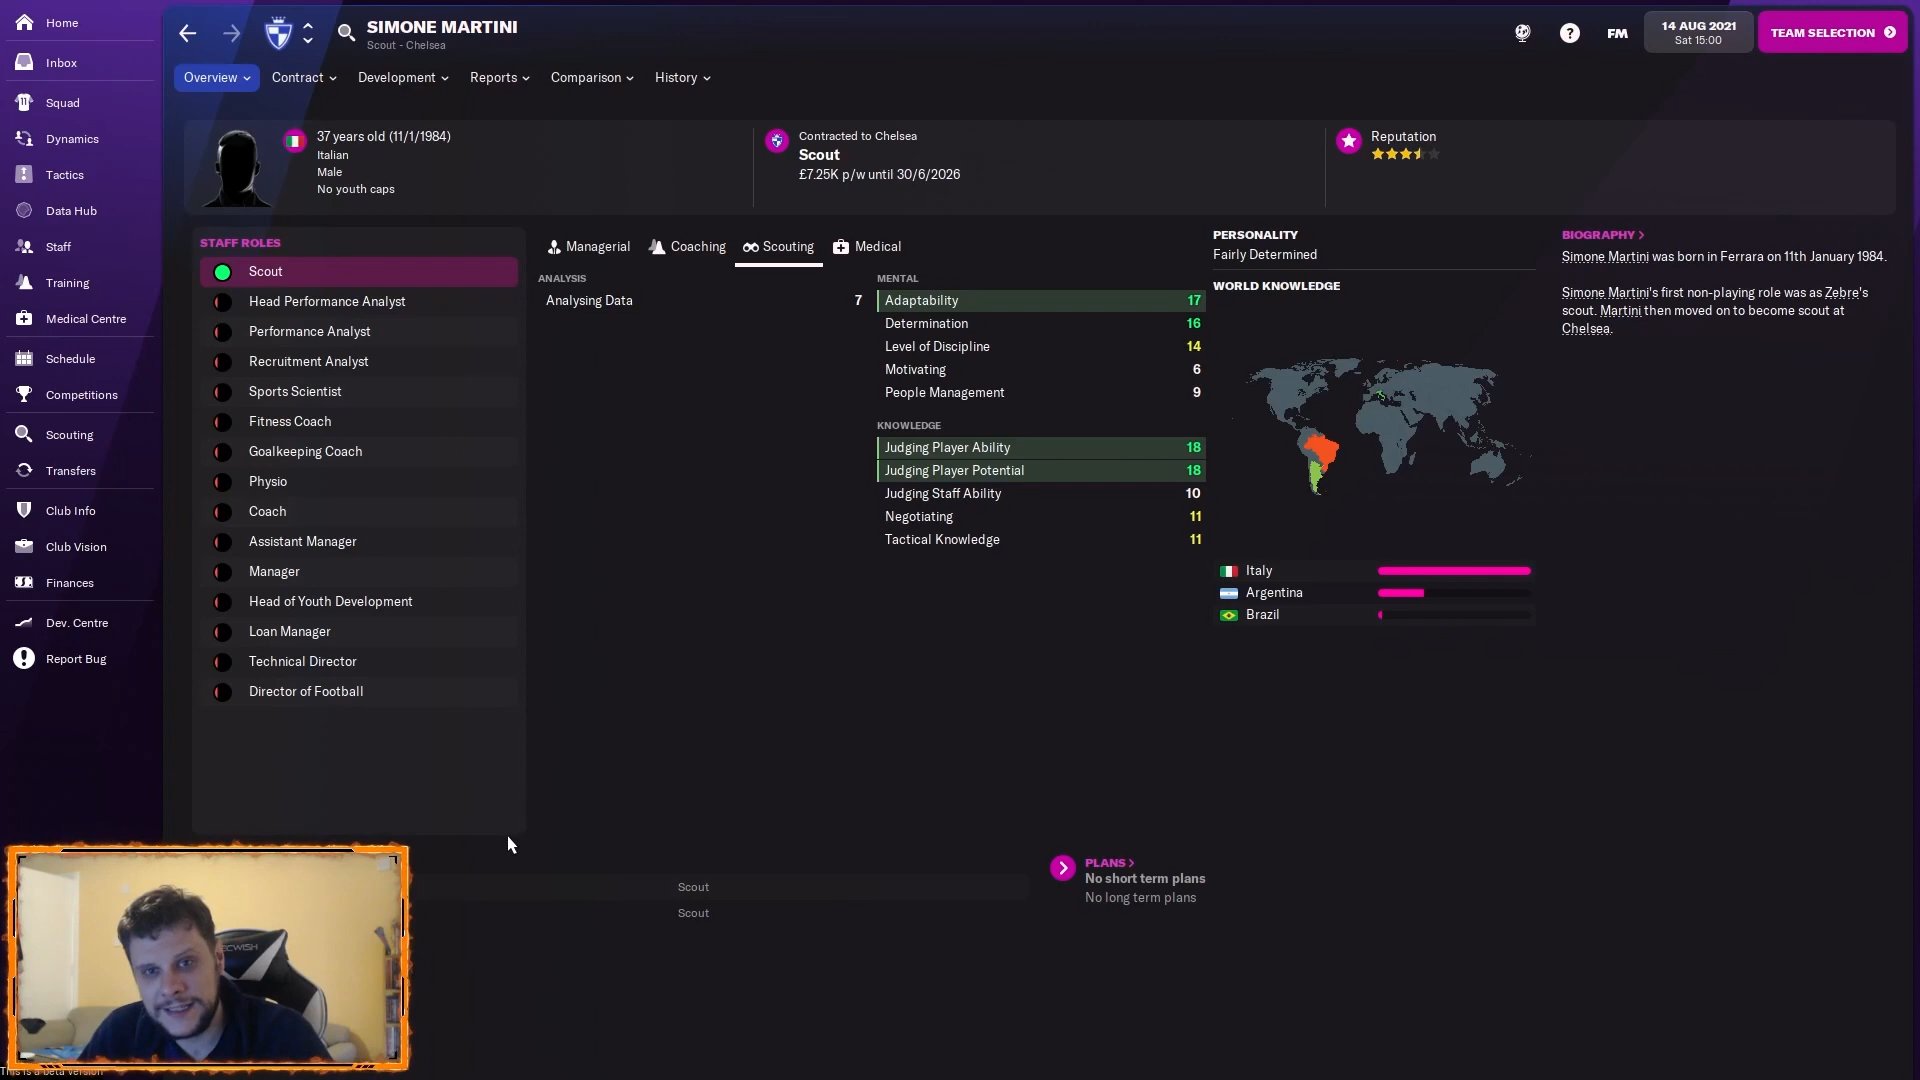 Home
Inbox
Squad
Dynamics
Tactics
Data Hub
Staff
Training
Medical Centre
Schedule
Competitions
Scouting
Transfers
Club Info
Club Vision
Finances
Dev. Centre
Report Bug
SIMONE MARTINI
Scout - Chelsea
FM
14 AUG 2021
Sat 15:00
TEAM SELECTION
Overview
Contract
Development
Reports
Comparison
History
37 years old (11/1/1984)
Italian
Male
No youth caps
Contracted to Chelsea
Scout
£7.25K p/w until 30/6/2026
Reputation
STAFF ROLES
Scout
Head Performance Analyst
Performance Analyst
Recruitment Analyst
Sports Scientist
Fitness Coach
Goalkeeping Coach
Physio
Coach
Assistant Manager
Manager
Head of Youth Development
Loan Manager
Technical Director
Director of Football
Managerial
Coaching
Scouting
Medical
ANALYSIS
Analysing Data 7
MENTAL
Adaptability 17
Determination 16
Level of Discipline 14
Motivating 6
People Management 9
KNOWLEDGE
Judging Player Ability 18
Judging Player Potential 18
Judging Staff Ability 10
Negotiating 11
Tactical Knowledge 11
PERSONALITY
Fairly Determined
WORLD KNOWLEDGE
Italy
Argentina
Brazil
BIOGRAPHY >
Simone Martini was born in Ferrara on 11th January 1984.
Simone Martini's first non-playing role was as Zebre's
scout. Martini then moved on to become scout at
Chelsea.
Scout
Scout
PLANS >
No short term plans
No long term plans
This is a beta version